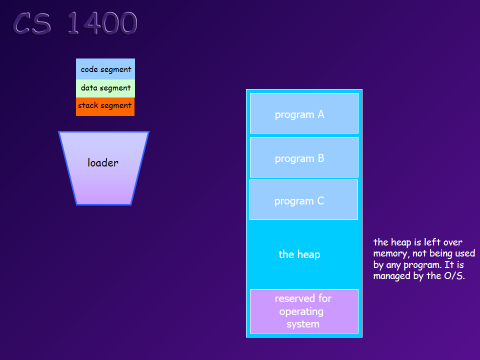 CS 1400
code segment
data segment
stack segment
loader
program A
program B
program C
the heap
the heap is left over
memory, not being used
by any program. It is
managed by the O/S.
reserved for
operating
system